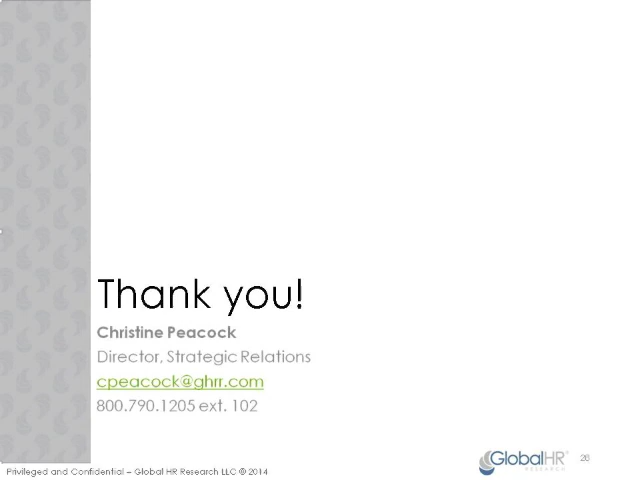 Thank you!
Christine Peacock
Director, Strategic Relations
cpeacock@ghrr.com
800.790.1205 ext. 102
GlobalHR®
RESEARCH
26
Privileged and Confidential – Global HR Research LLC © 2014